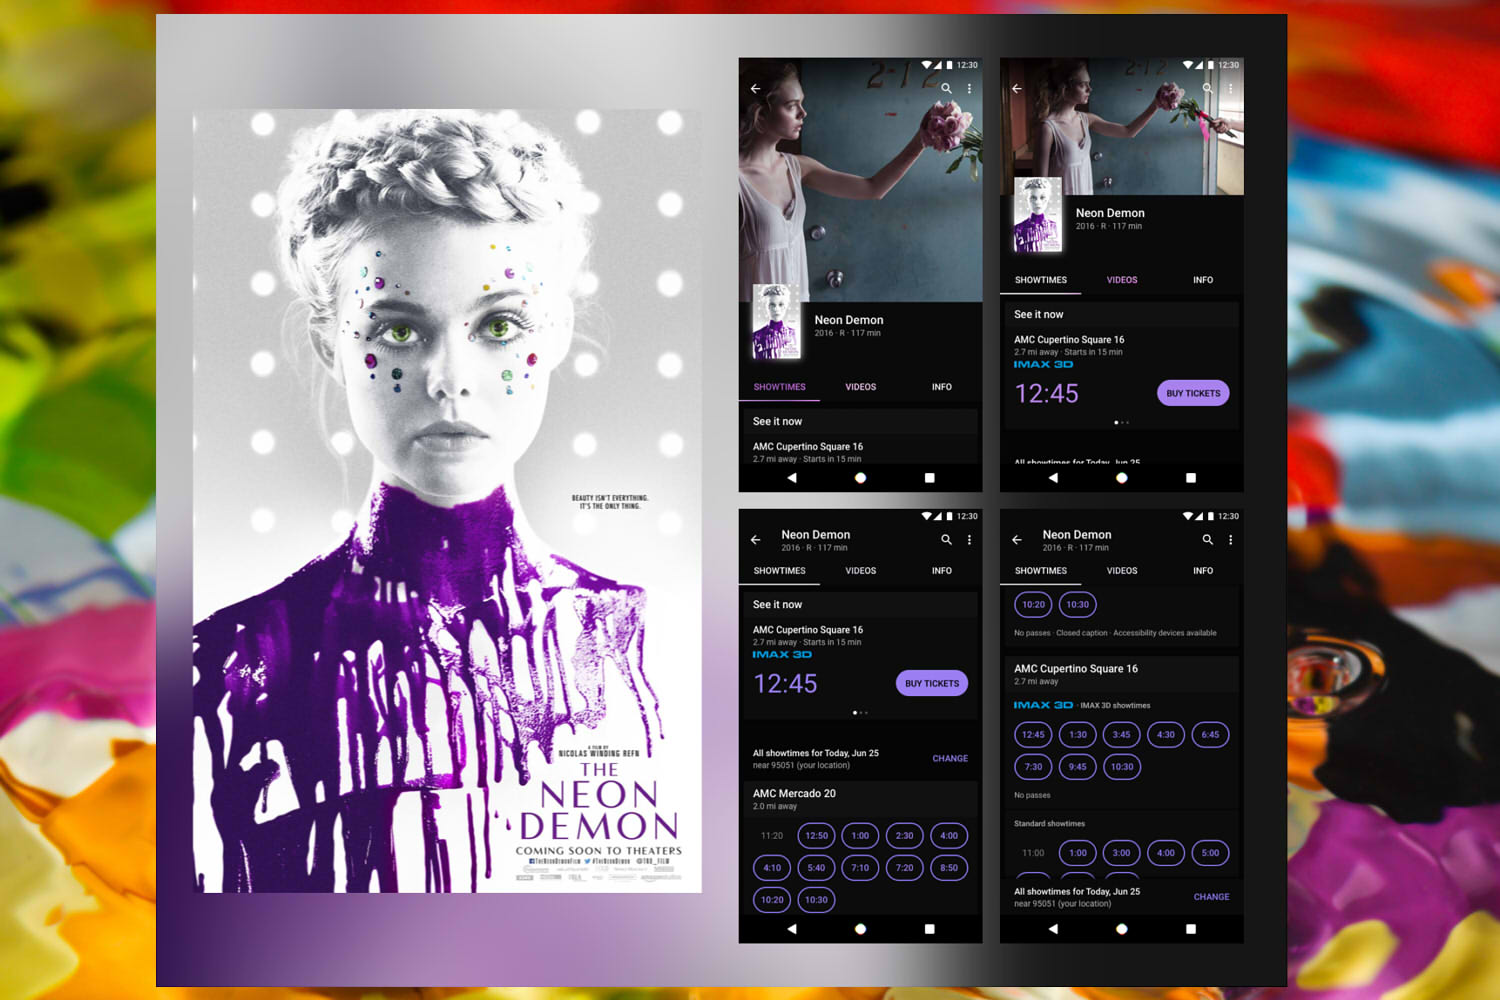 BEAUTY ISN'T EVERYTHING.
IT'S THE ONLY THING.
A FILM BY
NICOLAS WINDING REFN
THE
NEON
DEMON
COMING SOON TO THEATERS
TheNeonDemonFilm #TheNeonDemon @TND_FILM
12:30
2-12
Neon Demon
2016 · R · 117 min
SHOWTIMES VIDEOS INFO
See it now
AMC Cupertino Square 16
2.7 mi away · Starts in 15 min
12:30
2-12
Neon Demon
2016 · R · 117 min
SHOWTIMES VIDEOS INFO
See it now
AMC Cupertino Square 16
2.7 mi away · Starts in 15 min
IMAX 3D
12:45 BUY TICKETS
All showtimes for Today, Jun 25
12:30
Neon Demon
2016 · R · 117 min
SHOWTIMES VIDEOS INFO
See it now
AMC Cupertino Square 16
2.7 mi away · Starts in 15 min
IMAX 3D
12:45 BUY TICKETS
All showtimes for Today, Jun 25
near 95051 (your location) CHANGE
AMC Mercado 20
2.0 mi away
11:20 12:50 1:00 2:30 4:00
4:10 5:40 7:10 7:20 8:50
10:20 10:30
12:30
Neon Demon
2016 · R · 117 min
SHOWTIMES VIDEOS INFO
10:20 10:30
No passes · Closed caption · Accessibility devices available
AMC Cupertino Square 16
2.7 mi away
IMAX 3D · IMAX 3D showtimes
12:45 1:30 3:45 4:30 6:45
7:30 9:45 10:30
No passes
Standard showtimes
11:00 1:00 3:00 4:00 5:00
All showtimes for Today, Jun 25
near 95051 (your location) CHANGE